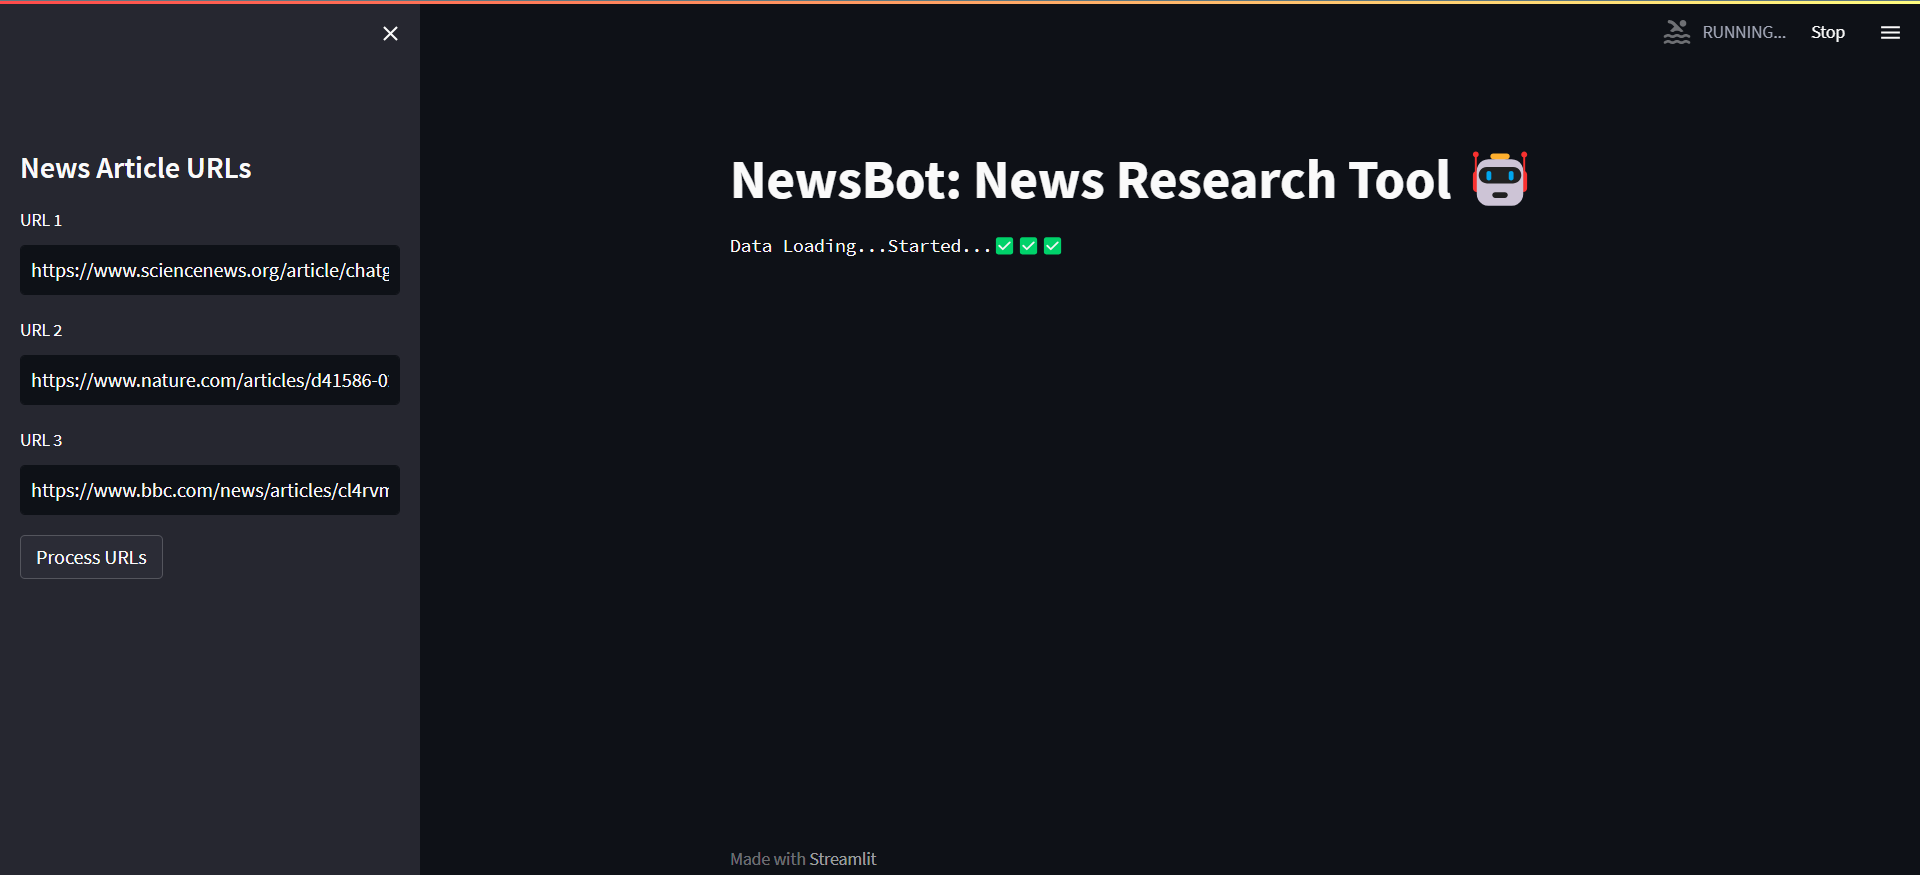 RUNNING... Stop
News Article URLs
URL 1
https://www.sciencenews.org/article/chatg
URL 2
https://www.nature.com/articles/d41586-0
URL 3
https://www.bbc.com/news/articles/cl4rvm
Process URLs
NewsBot: News Research Tool 🤖
Data Loading...Started...✅✅✅
Made with Streamlit